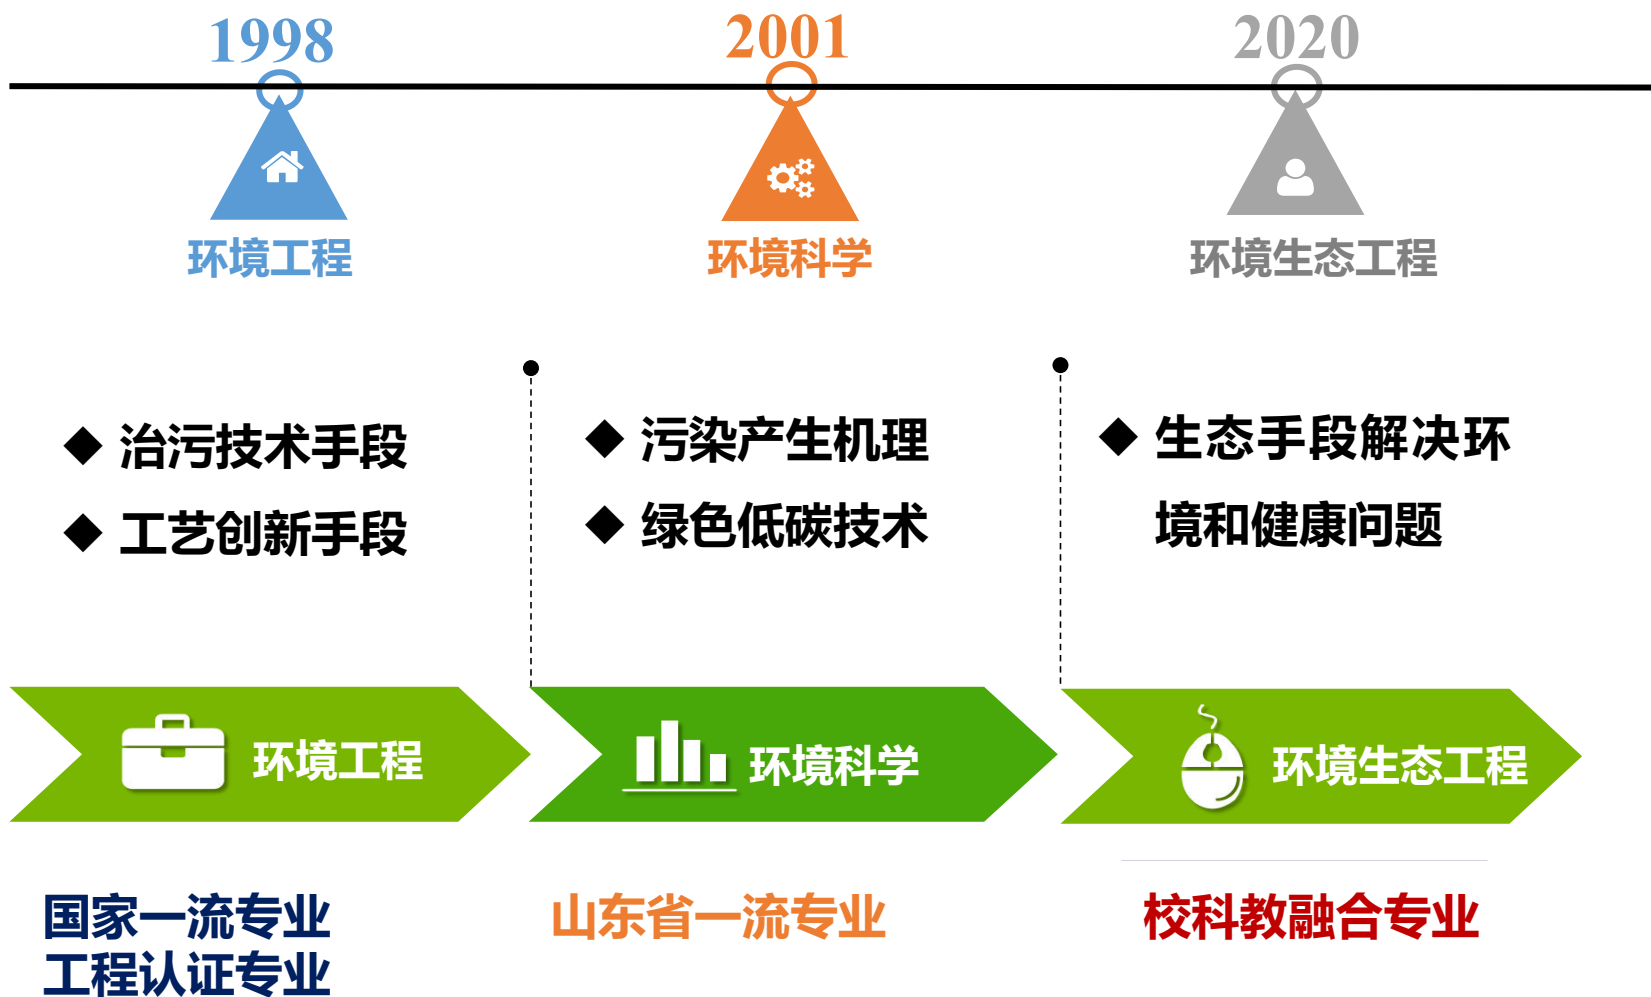 1998
2001
2020
环境工程
环境科学
环境生态工程
◆ 治污技术手段
◆ 工艺创新手段
◆ 污染产生机理
◆ 绿色低碳技术
◆ 生态手段解决环
境和健康问题
环境工程
环境科学
环境生态工程
国家一流专业
工程认证专业
山东省一流专业
校科教融合专业